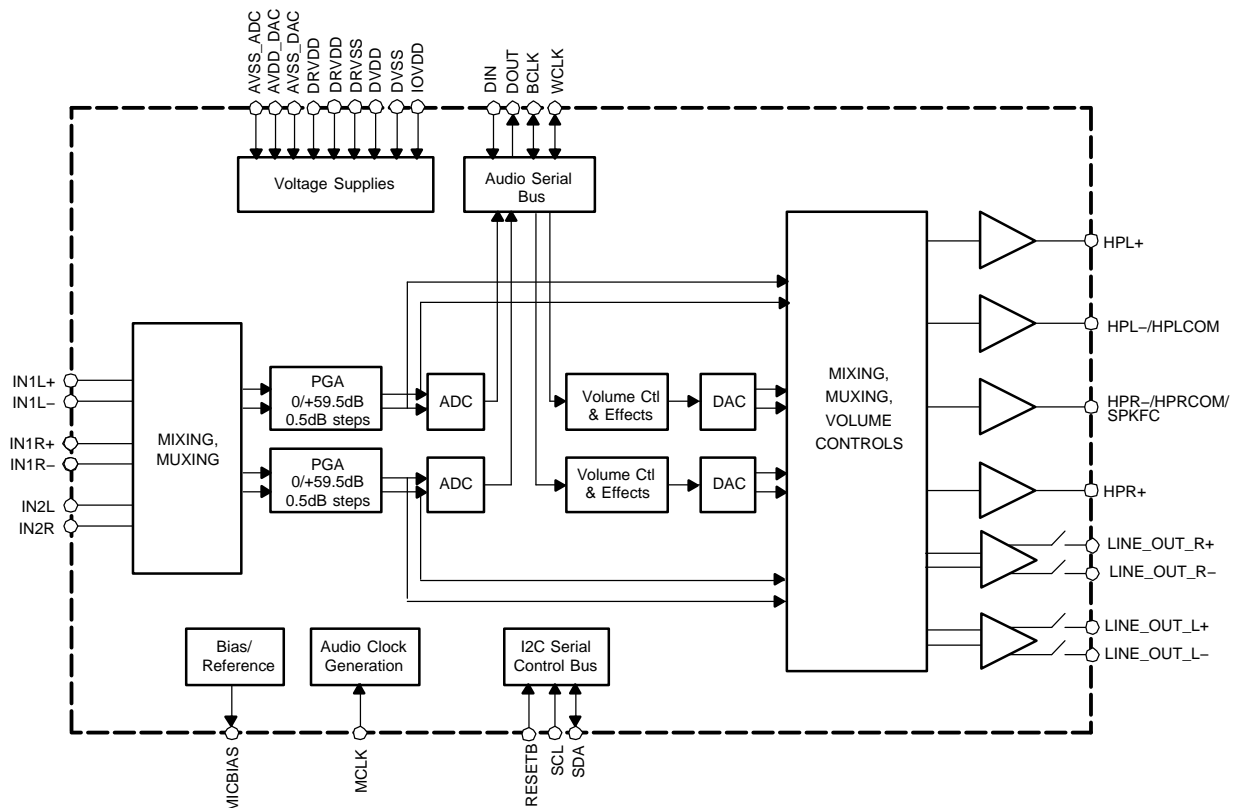 AVSS_ADC
AVDD_DAC
AVSS_DAC
DRVDD
DRVDD
DRVSS
DVDD
DVSS
IOVDD
DIN
DOUT
BCLK
WCLK
Voltage Supplies
Audio Serial
Bus
HPL+
HPL−/HPLCOM
HPR−/HPRCOM/
SPKFC
HPR+
LINE_OUT_R+
LINE_OUT_R−
LINE_OUT_L+
LINE_OUT_L−
IN1L+
IN1L−
IN1R+
IN1R−
IN2L
IN2R
MIXING,
MUXING
PGA
0/+59.5dB
0.5dB steps
ADC
PGA
0/+59.5dB
0.5dB steps
ADC
Volume Ctl
& Effects
DAC
Volume Ctl
& Effects
DAC
MIXING,
MUXING,
VOLUME
CONTROLS
Bias/
Reference
Audio Clock
Generation
I2C Serial
Control Bus
MICBIAS
MCLK
RESETB
SCL
SDA